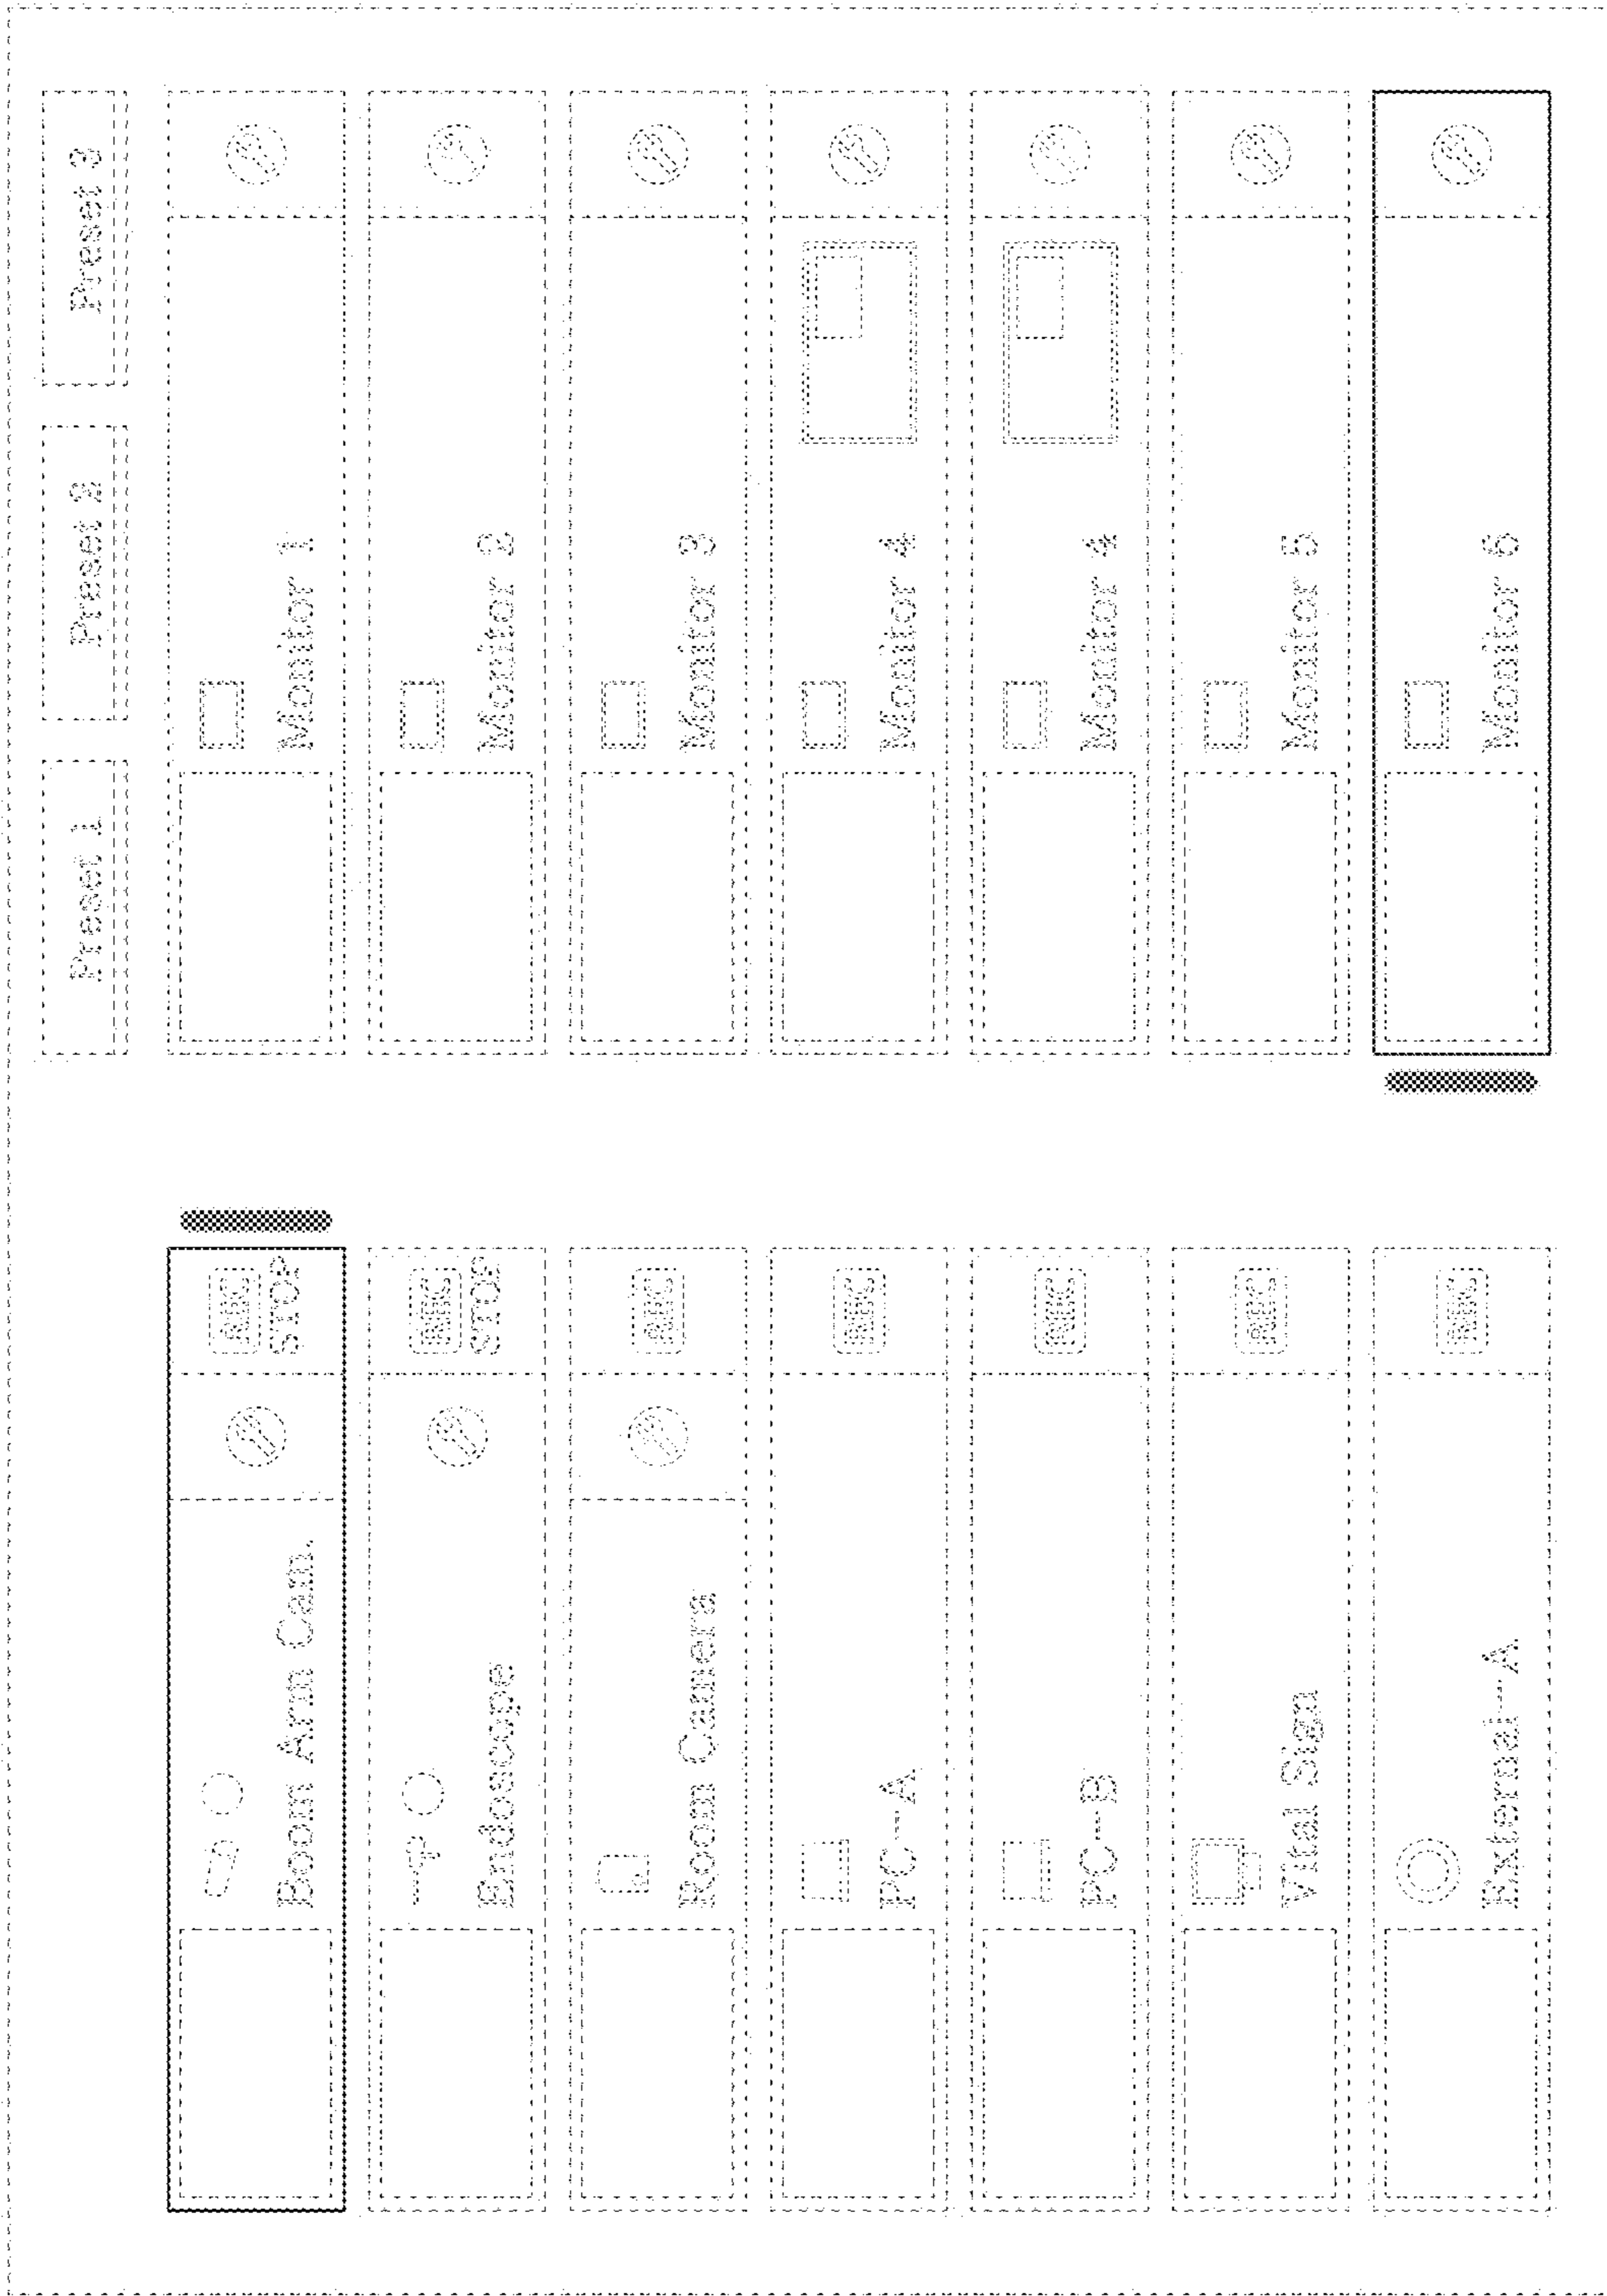 Preset 1
Preset 2
Preset 3
Boom Arm Cam.
REC
STOP
Endoscope
REC
STOP
Room Camera
REC
PC-A
REC
PC-B
REC
Vital Sign
REC
External-A
REC
Monitor 1
Monitor 2
Monitor 3
Monitor 4
Monitor 4
Monitor 5
Monitor 6